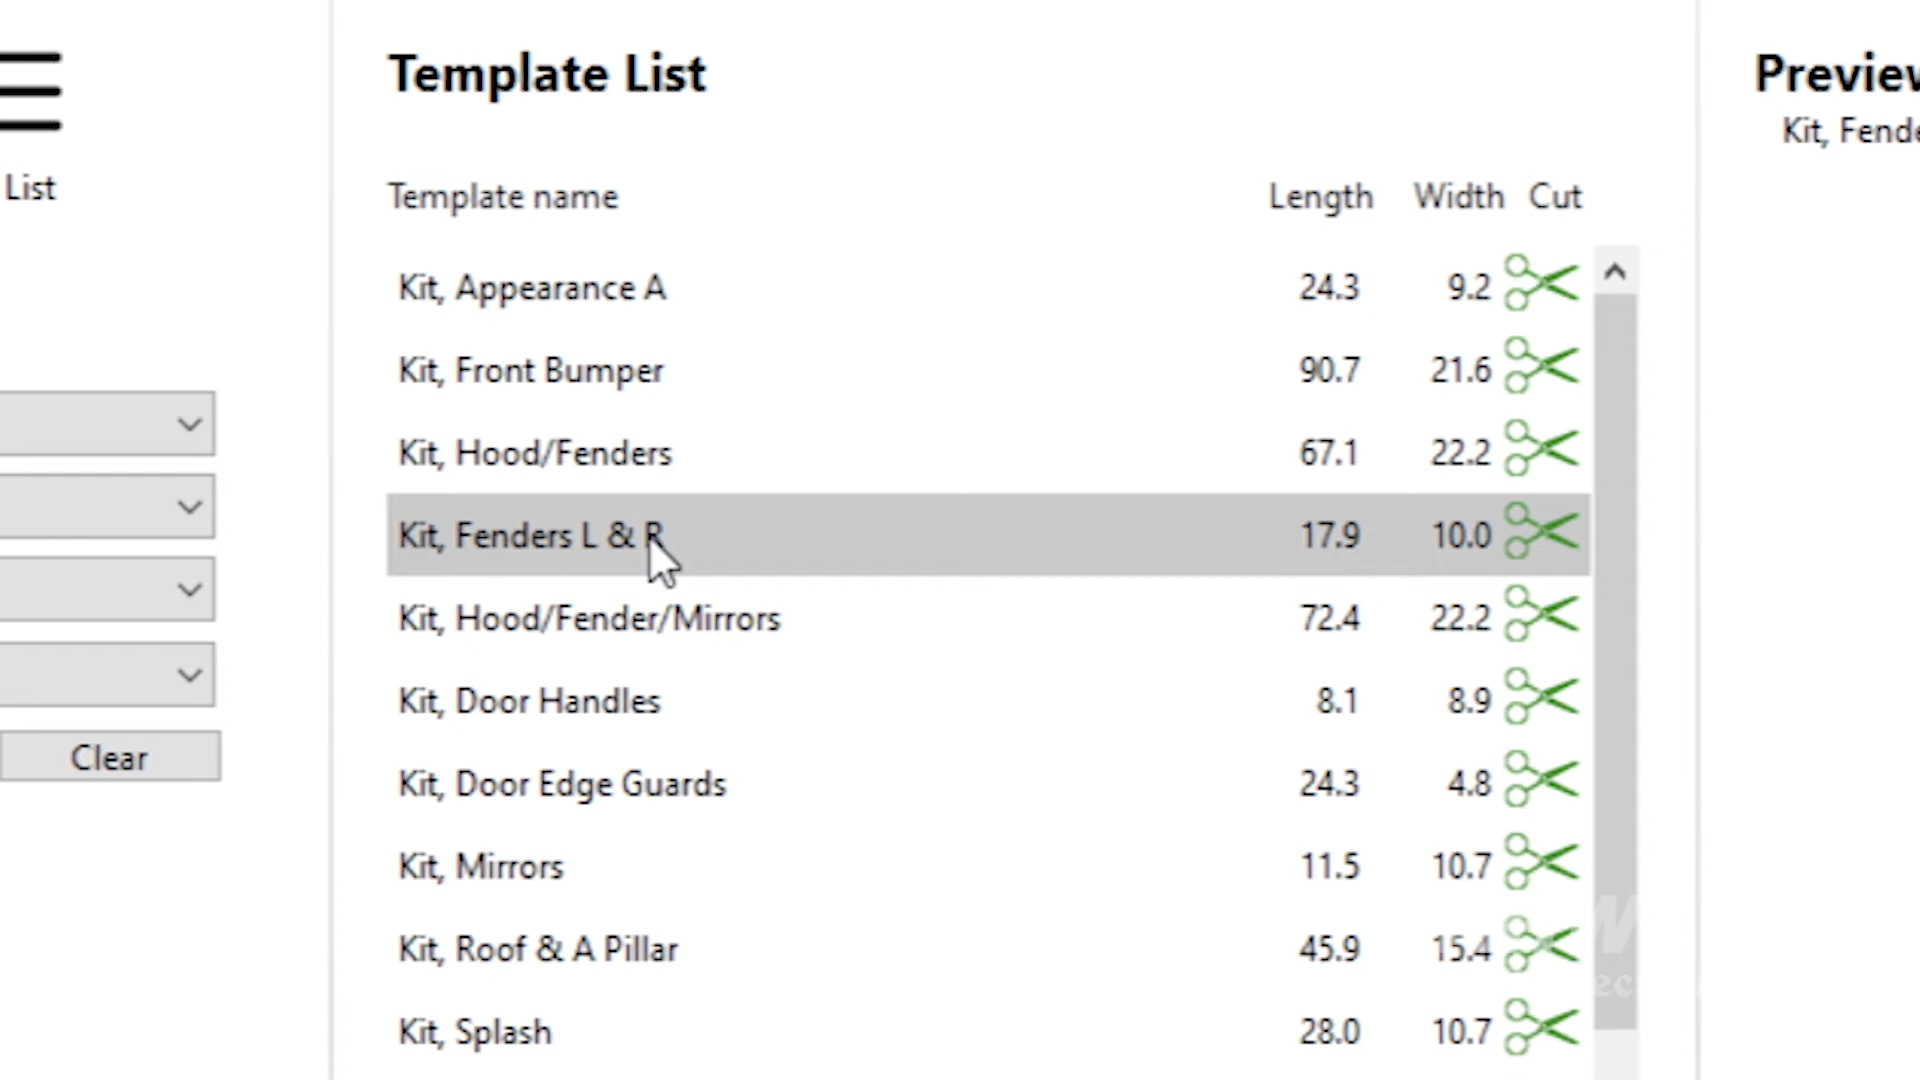 List
Clear
Template List
Template name Length Width Cut
Kit, Appearance A 24.3 9.2
Kit, Front Bumper 90.7 21.6
Kit, Hood/Fenders 67.1 22.2
Kit, Fenders L & R 17.9 10.0
Kit, Hood/Fender/Mirrors 72.4 22.2
Kit, Door Handles 8.1 8.9
Kit, Door Edge Guards 24.3 4.8
Kit, Mirrors 11.5 10.7
Kit, Roof & A Pillar 45.9 15.4
Kit, Splash 28.0 10.7
Preview
Kit, Fende